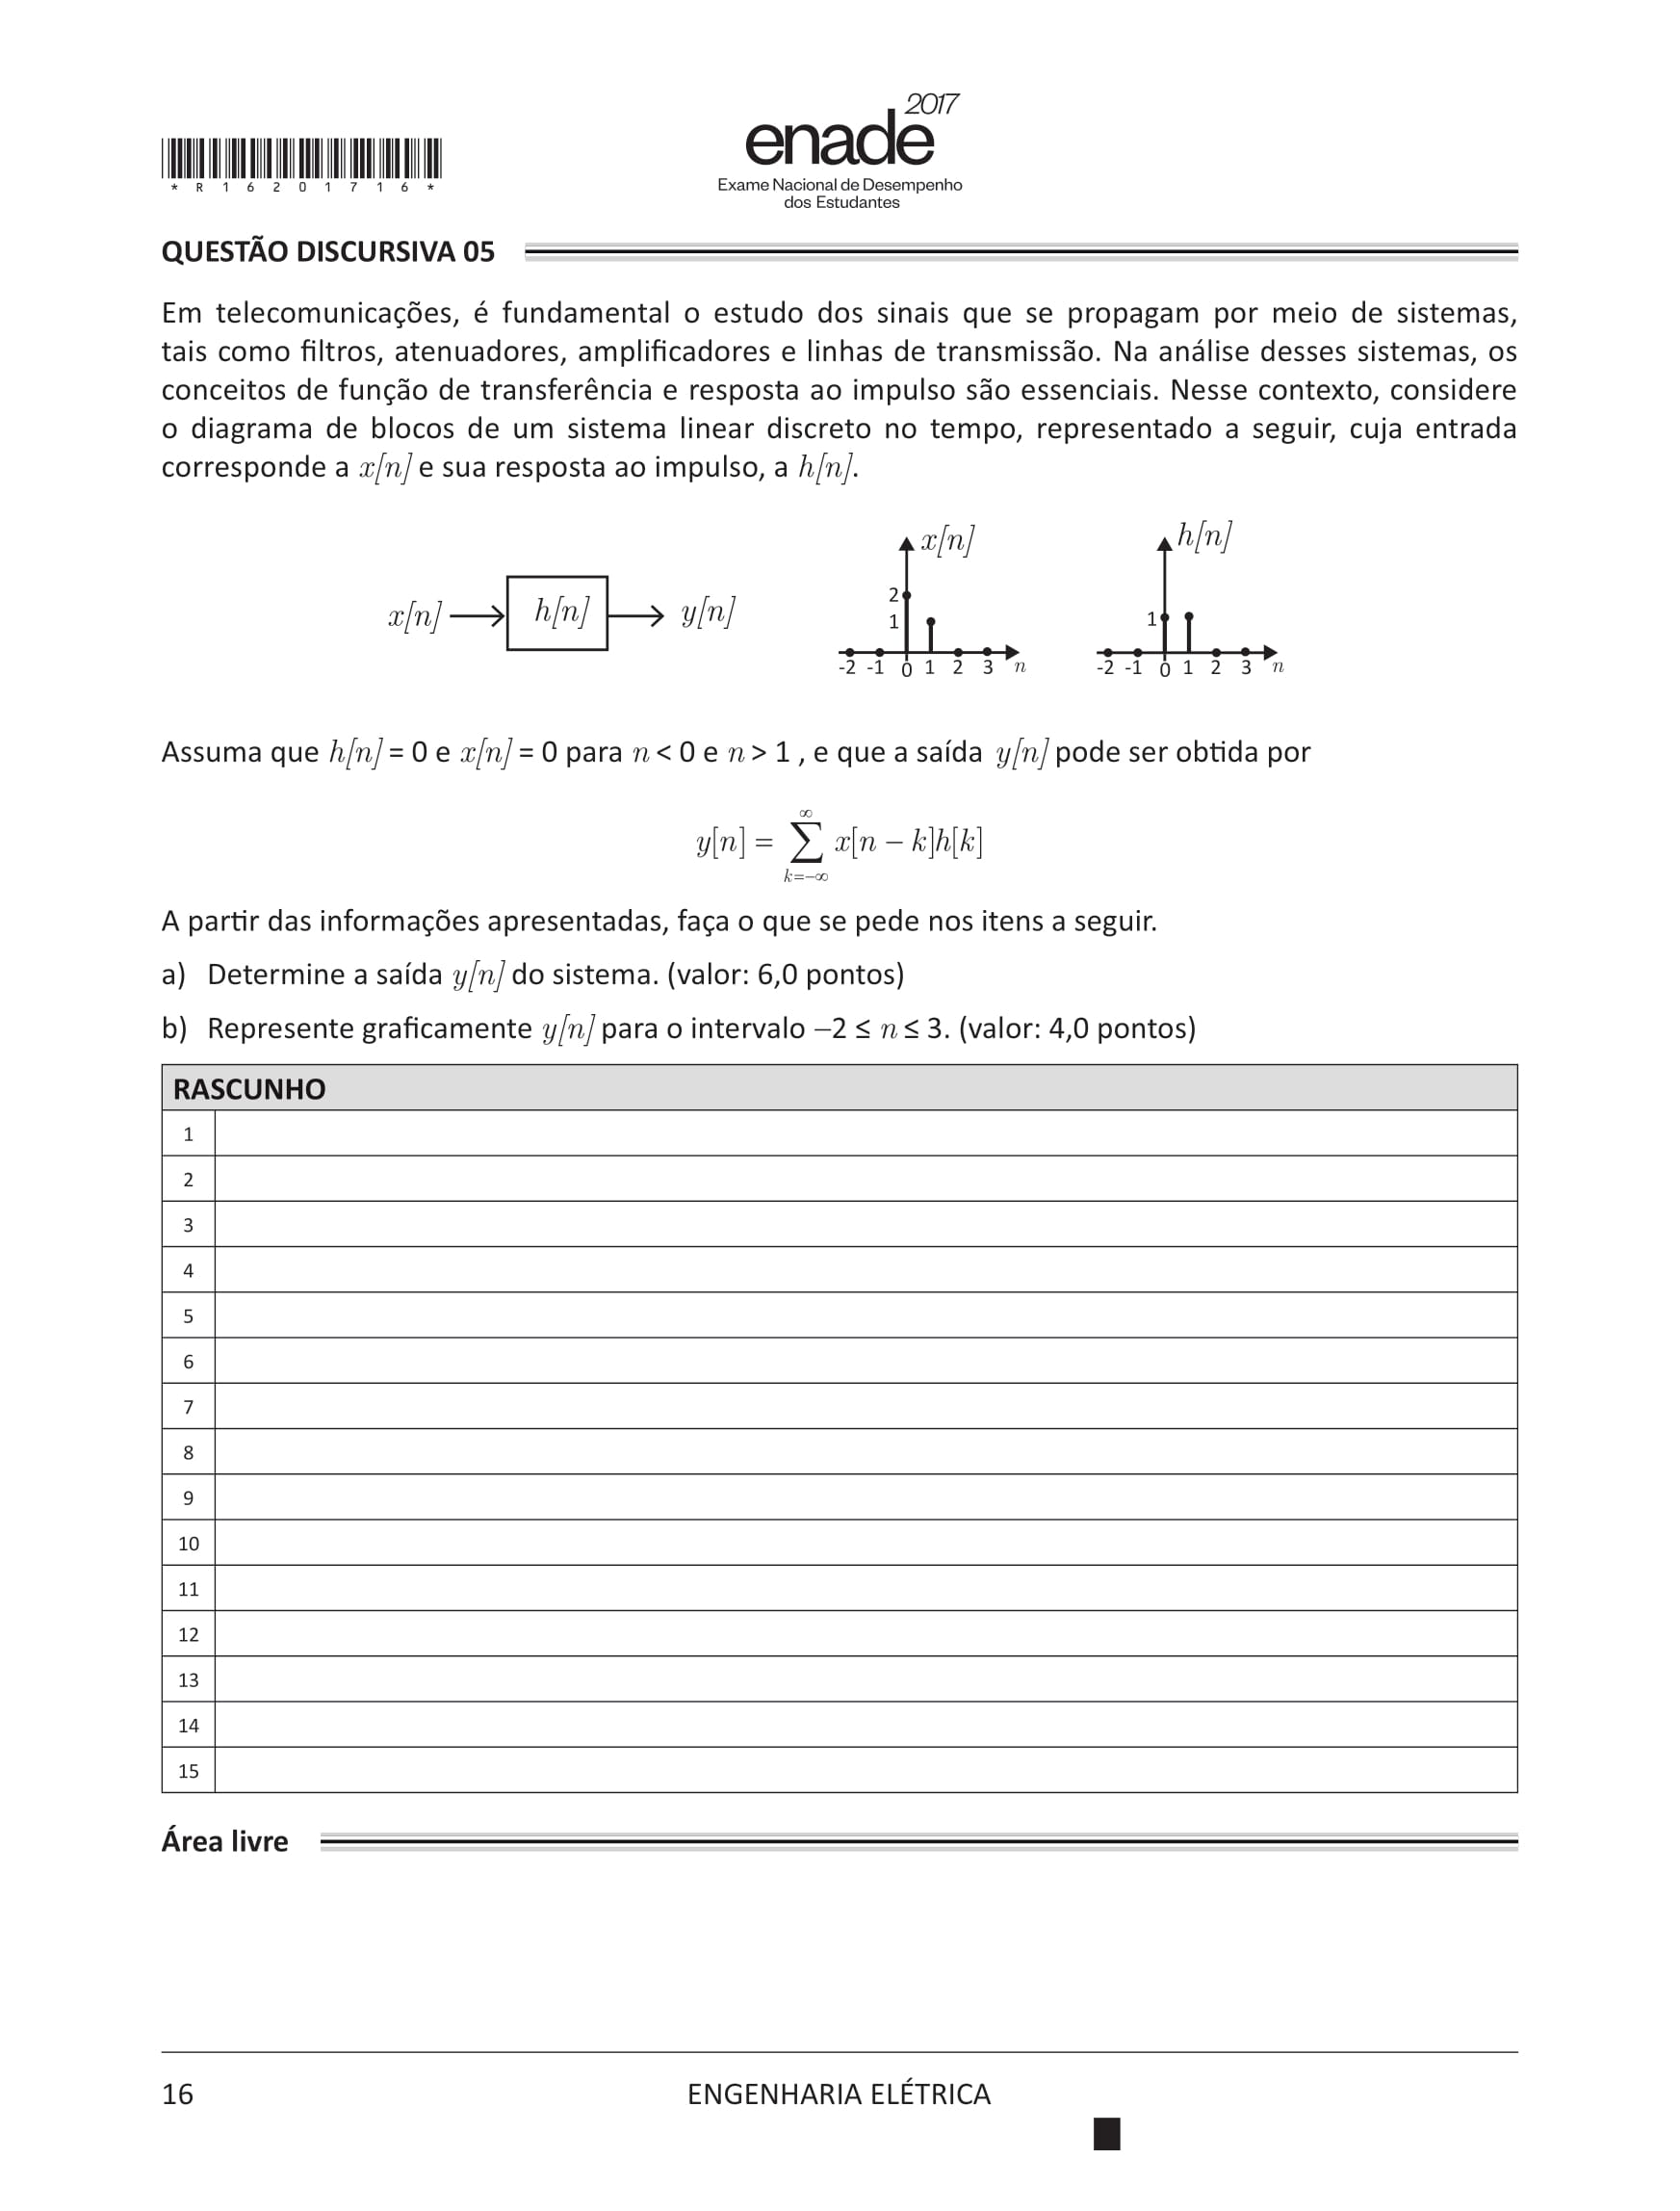 2017
enade
Exame Nacional de Desempenho
dos Estudantes
* R 1 6 2 0 1 7 1 6 *
QUESTÃO DISCURSIVA 05
Em telecomunicações, é fundamental o estudo dos sinais que se propagam por meio de sistemas,
tais como filtros, atenuadores, amplificadores e linhas de transmissão. Na análise desses sistemas, os
conceitos de função de transferência e resposta ao impulso são essenciais. Nesse contexto, considere
o diagrama de blocos de um sistema linear discreto no tempo, representado a seguir, cuja entrada
corresponde a x[n] e sua resposta ao impulso, a h[n].
x[n] h[n] y[n]
x[n]
2
1
-2 -1 0 1 2 3 n
h[n]
1
-2 -1 0 1 2 3 n
Assuma que h[n] = 0 e x[n] = 0 para n < 0 e n > 1 , e que a saída y[n] pode ser obtida por
∞
y[n] = ∑ x[n − k]h[k]
k=−∞
A partir das informações apresentadas, faça o que se pede nos itens a seguir.
a) Determine a saída y[n] do sistema. (valor: 6,0 pontos)
b) Represente graficamente y[n] para o intervalo −2 ≤ n ≤ 3. (valor: 4,0 pontos)
RASCUNHO
1
2
3
4
5
6
7
8
9
10
11
12
13
14
15
Área livre
16
ENGENHARIA ELÉTRICA